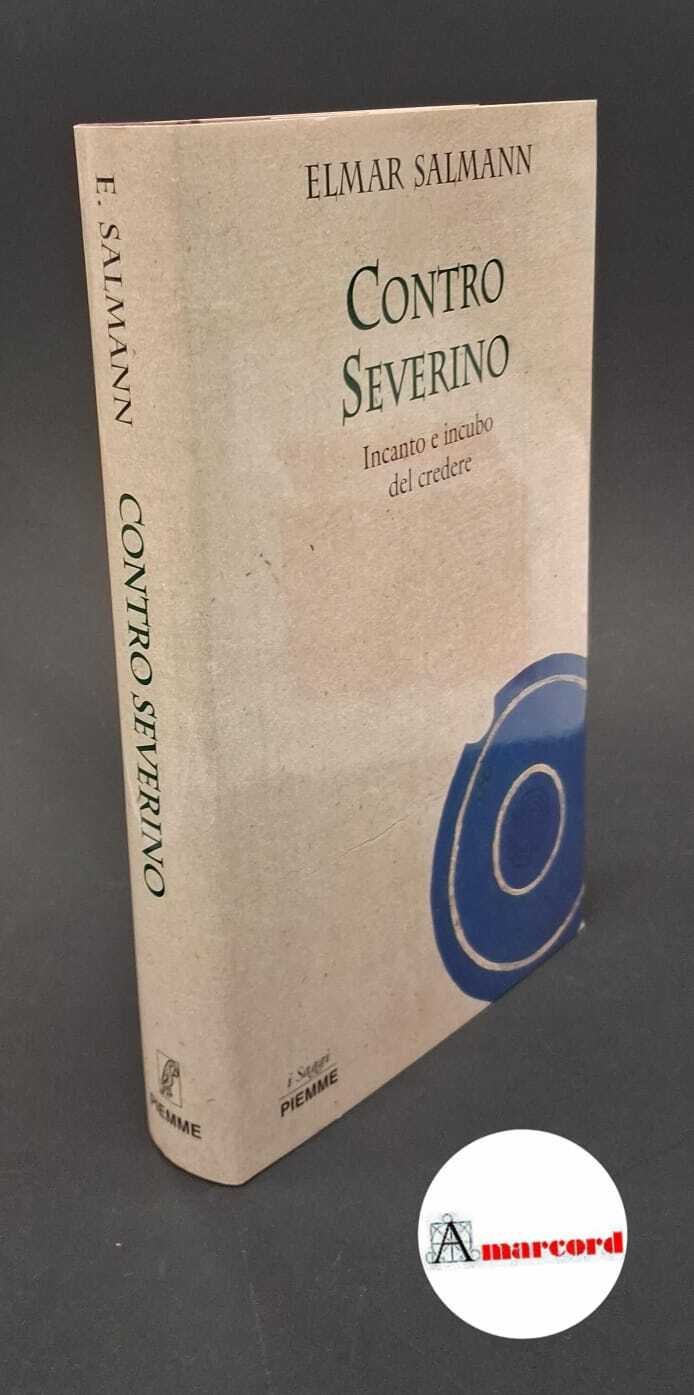 ELMAR SALMANN
CONTRO
SEVERINO
Incanto e incubo
del credere
i Saggi
PIEMME
E. SALMANN CONTRO SEVERINO
PIEMME
Amarcord